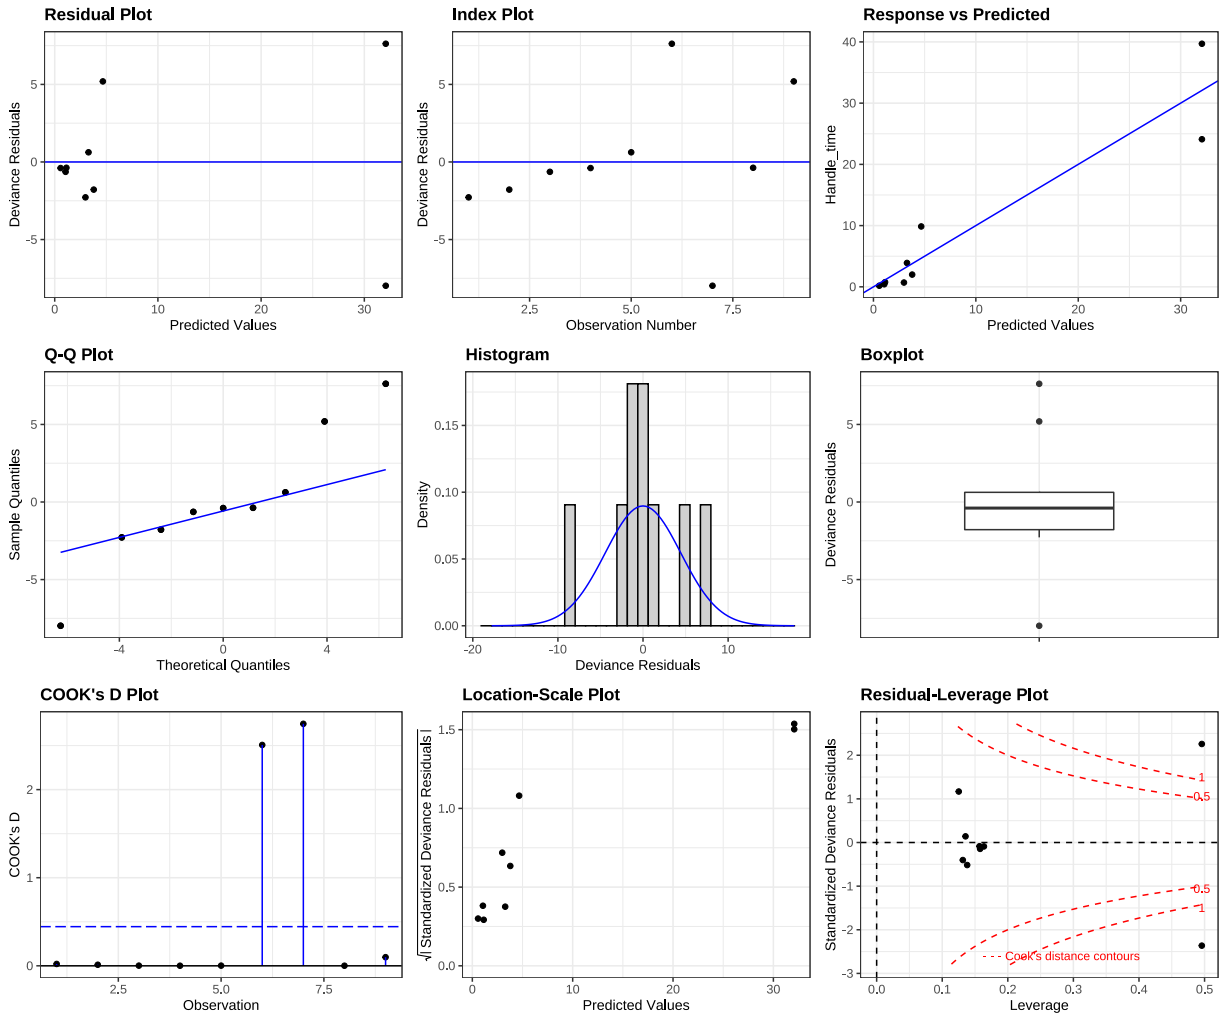 Residual Plot
Deviance Residuals
5
0
−5
0
10
20
30
Predicted Values
Index Plot
Deviance Residuals
5
0
−5
2.5
5.0
7.5
Observation Number
Response vs Predicted
Handle_time
40
30
20
10
0
0
10
20
30
Predicted Values
Q-Q Plot
Sample Quantiles
5
0
−5
−4
0
4
Theoretical Quantiles
Histogram
Density
0.15
0.10
0.05
0.00
−20
−10
0
10
Deviance Residuals
Boxplot
Deviance Residuals
5
0
−5
COOK's D Plot
COOK's D
2
1
0
2.5
5.0
7.5
Observation
Location-Scale Plot
√| Standardized Deviance Residuals |
1.5
1.0
0.5
0.0
0
10
20
30
Predicted Values
Residual-Leverage Plot
Standardized Deviance Residuals
2
1
0
−1
−2
−3
1
0.5
0.5
1
Cook's distance contours
0.0
0.1
0.2
0.3
0.4
0.5
Leverage